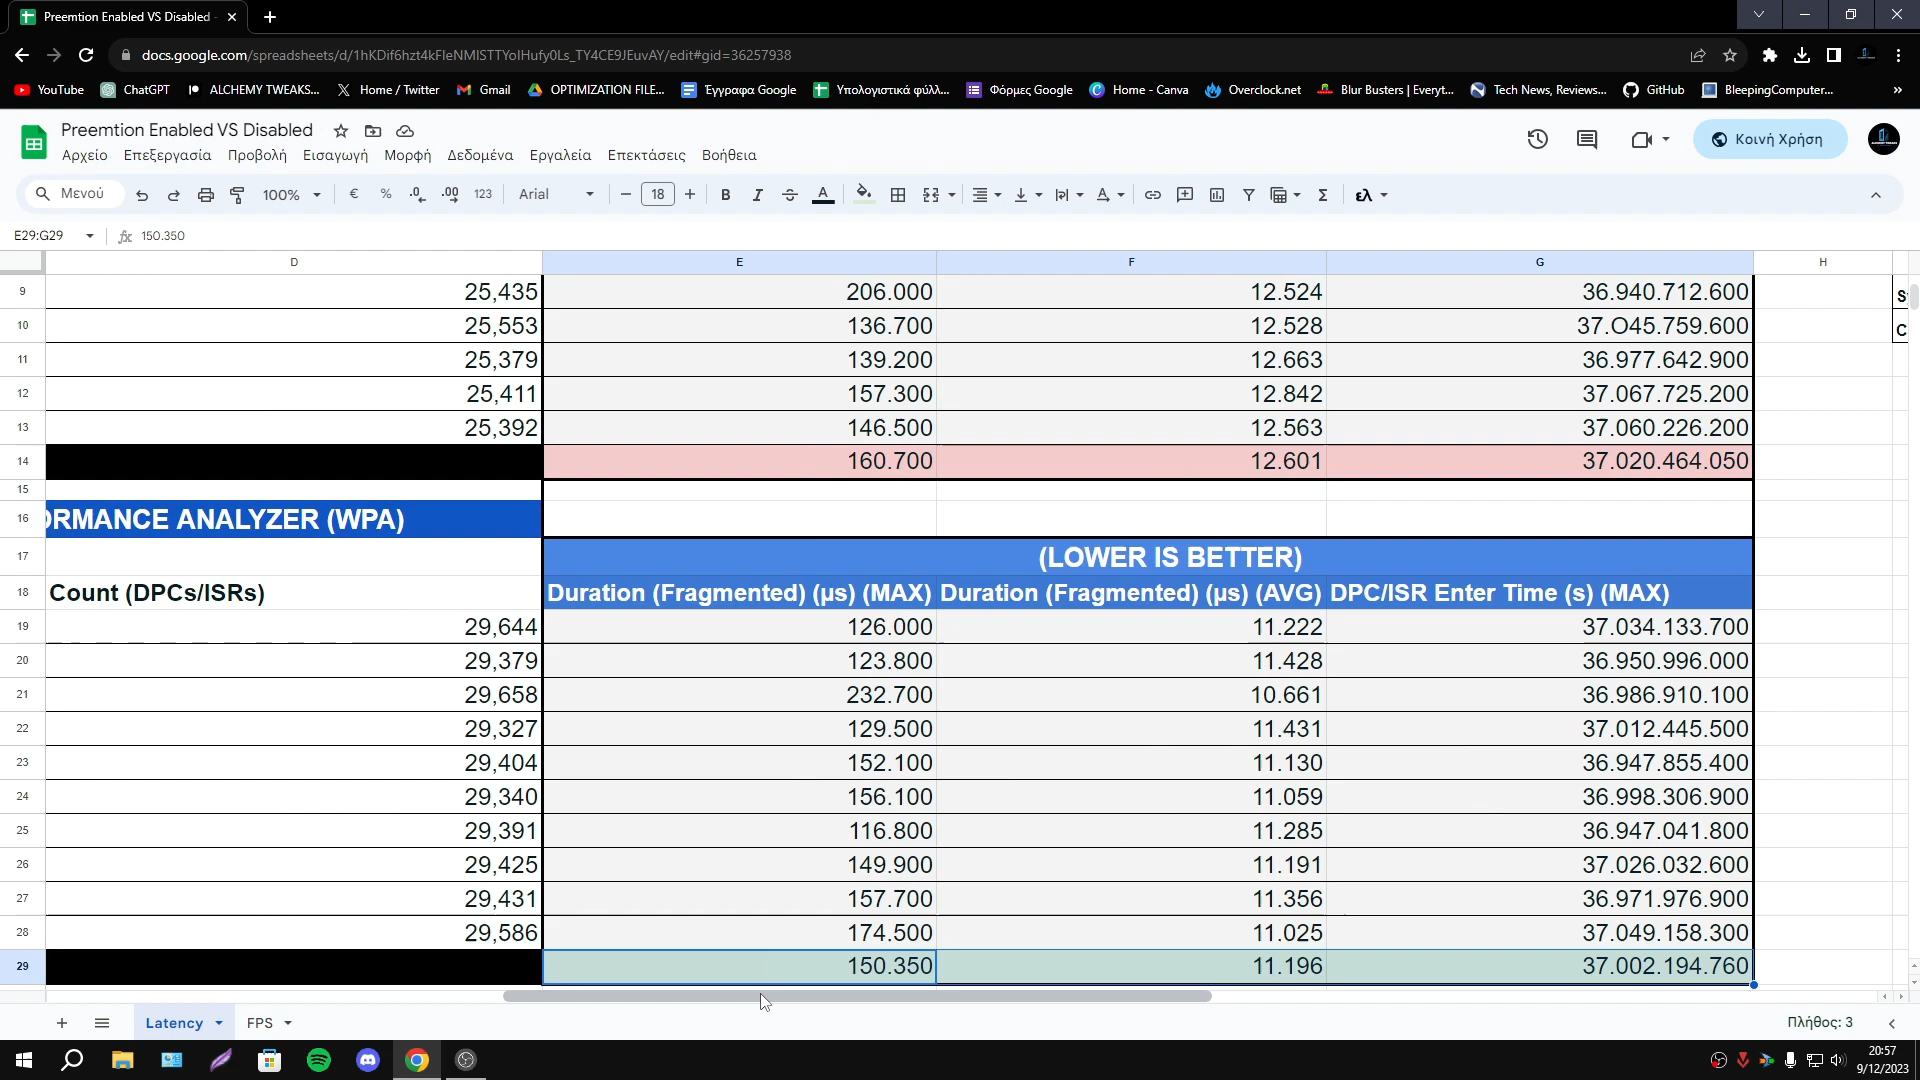 Preemtion Enabled VS Disabled -
docs.google.com/spreadsheets/d/1hKDif6hzt4kFIeNMISTTYoIHufy0Ls_TY4CE9JEuvAY/edit#gid=36257938
YouTube ChatGPT ALCHEMY TWEAKS... Home / Twitter Gmail OPTIMIZATION FILE... Έγγραφα Google Υπολογιστικά φύλλ... Φόρμες Google Home - Canva Overclock.net Blur Busters | Everyt... Tech News, Reviews... GitHub BleepingComputer... »
Preemtion Enabled VS Disabled
Κοινή Χρήση
Αρχείο Επεξεργασία Προβολή Εισαγωγή Μορφή Δεδομένα Εργαλεία Επεκτάσεις Βοήθεια
Μενού 100% € % .0 .00 123 Arial − 18 + B I A Σ ελ
E29:G29 fx 150.350
D E F G H
9 25,435 206.000 12.524 36.940.712.600
10 25,553 136.700 12.528 37.O45.759.600
11 25,379 139.200 12.663 36.977.642.900
12 25,411 157.300 12.842 37.067.725.200
13 25,392 146.500 12.563 37.060.226.200
14 160.700 12.601 37.020.464.050
15
16 ORMANCE ANALYZER (WPA)
17 (LOWER IS BETTER)
18 Count (DPCs/ISRs) Duration (Fragmented) (µs) (MAX) Duration (Fragmented) (µs) (AVG) DPC/ISR Enter Time (s) (MAX)
19 29,644 126.000 11.222 37.034.133.700
20 29,379 123.800 11.428 36.950.996.000
21 29,658 232.700 10.661 36.986.910.100
22 29,327 129.500 11.431 37.012.445.500
23 29,404 152.100 11.130 36.947.855.400
24 29,340 156.100 11.059 36.998.306.900
25 29,391 116.800 11.285 36.947.041.800
26 29,425 149.900 11.191 37.026.032.600
27 29,431 157.700 11.356 36.971.976.900
28 29,586 174.500 11.025 37.049.158.300
29 150.350 11.196 37.002.194.760
Latency FPS Πλήθος: 3
20:57
9/12/2023